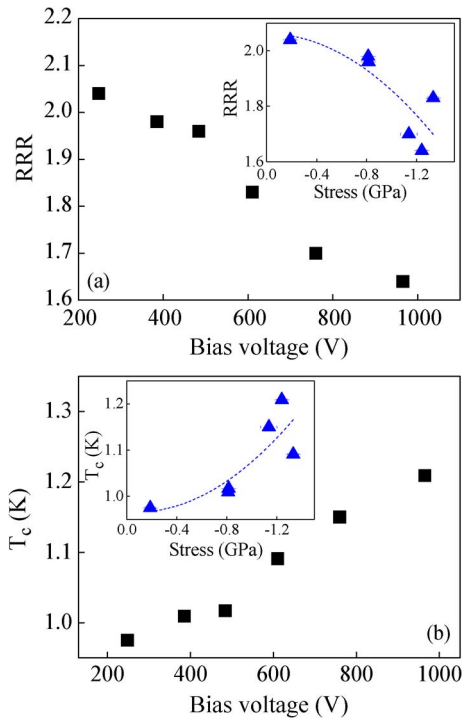 2.2
2.1
2.0
1.9
1.8
1.7
1.6
RRR
2.0
1.8
1.6
RRR
0.0 -0.4 -0.8 -1.2
Stress (GPa)
(a)
200 400 600 800 1000
Bias voltage (V)
1.3
1.2
1.1
1.0
Tc (K)
1.2
1.1
1.0
Tc (K)
0.0 -0.4 -0.8 -1.2
Stress (GPa)
(b)
200 400 600 800 1000
Bias voltage (V)